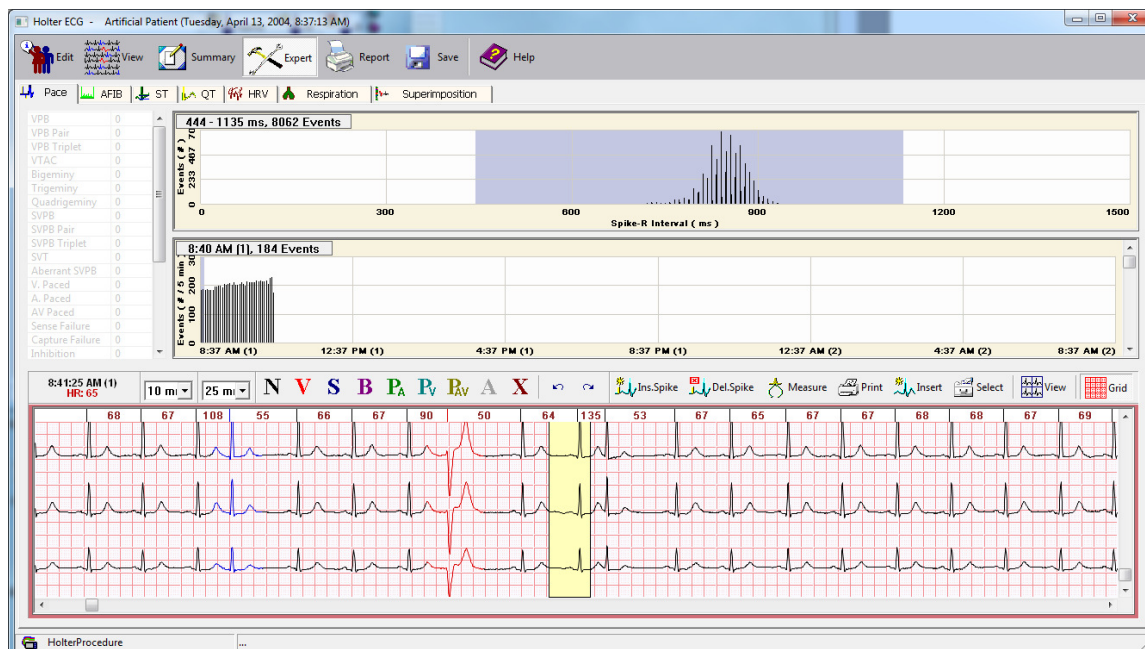 Holter ECG - Artificial Patient (Tuesday, April 13, 2004, 8:37:13 AM)
Edit View Summary Expert Report Save Help
Pace AFIB ST QT HRV Respiration Superimposition
VPB 0
VPB Pair 0
VPB Triplet 0
VTAC 0
Bigeminy 0
Trigeminy 0
Quadrigeminy 0
SVPB 0
SVPB Pair 0
SVPB Triplet 0
SVT 0
Aberrant SVPB 0
V. Paced 0
A. Paced 0
AV Paced 0
Sense Failure 0
Capture Failure 0
Inhibition 0
444 - 1135 ms, 8062 Events
Events ( # )
0 233 467 70
0 300 600 900 1200 1500
Spike-R Interval ( ms )
8:40 AM (1), 184 Events
Events ( # / 5 min
0 100 200 30
8:37 AM (1) 12:37 PM (1) 4:37 PM (1) 8:37 PM (1) 12:37 AM (2) 4:37 AM (2) 8:37 AM (2)
8:41:25 AM (1)
HR: 65
10 m 25 m N V S B PA PV PAV A X Ins.Spike Del.Spike Measure Print Insert Select View Grid
68 67 108 55 66 67 90 50 64 135 53 67 65 67 67 68 68 67 69
HolterProcedure ...